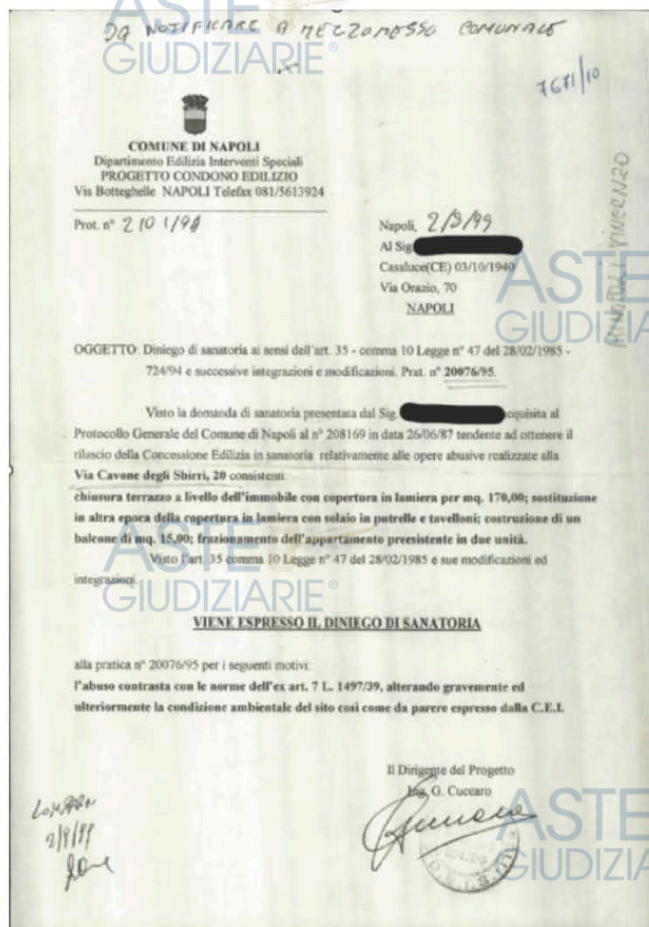 DA NOTIFICARE A MEZZO MESSO COMUNALE
7671/10
COMUNE DI NAPOLI
Dipartimento Edilizia Interventi Speciali
PROGETTO CONDONO EDILIZIO
Via Botteghelle NAPOLI Telefax 081/5613924
Prot. n°
Napoli, 2/9/99
Al Sig
Casaluce(CE) 03/10/1940
Via Orazio, 70
NAPOLI
VINCENZO
OGGETTO: Diniego di sanatoria ai sensi dell'art. 35 - comma 10 Legge n° 47 del 28/02/1985 -
724/94 e successive integrazioni e modificazioni. Prat. n° 20076/95.
Visto la domanda di sanatoria presentata dal Sig. cquisita al
Protocollo Generale del Comune di Napoli al n° 208169 in data 26/06/87 tendente ad ottenere il
rilascio della Concessione Edilizia in sanatoria relativamente alle opere abusive realizzate alla
Via Cavone degli Sbirri, 20 consistenti:
chiusura terrazzo a livello dell'immobile con copertura in lamiera per mq. 170,00; sostituzione
in altra epoca della copertura in lamiera con solaio in putrelle e tavelloni; costruzione di un
balcone di mq. 15,00; frazionamento dell'appartamento preesistente in due unità.
Visto l'art. 35 comma 10 Legge n° 47 del 28/02/1985 e sue modificazioni ed
integrazioni.
VIENE ESPRESSO IL DINIEGO DI SANATORIA
alla pratica n° 20076/95 per i seguenti motivi:
l'abuso contrasta con le norme dell'ex art. 7 L. 1497/39, alterando gravemente ed
ulteriormente la condizione ambientale del sito così come da parere espresso dalla C.E.I.
Il Dirigente del Progetto
Ing. G. Cuccaro
2/9/99
ASTE
GIUDIZIARIE®
ASTE
GIUDIZIA
GIUDIZIARIE®
ASTE
GIUDIZIA